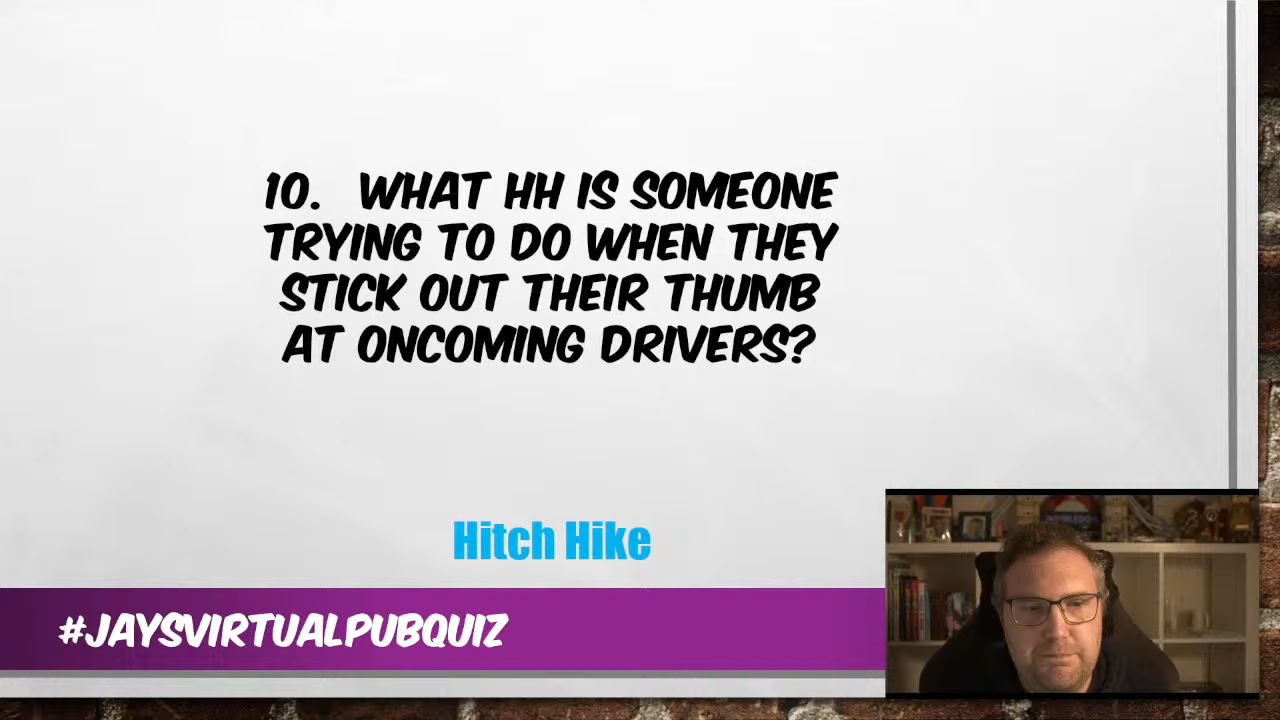 10. WHAT HH IS SOMEONE
TRYING TO DO WHEN THEY
STICK OUT THEIR THUMB
AT ONCOMING DRIVERS?
Hitch Hike
#JAYSVIRTUALPUBQUIZ